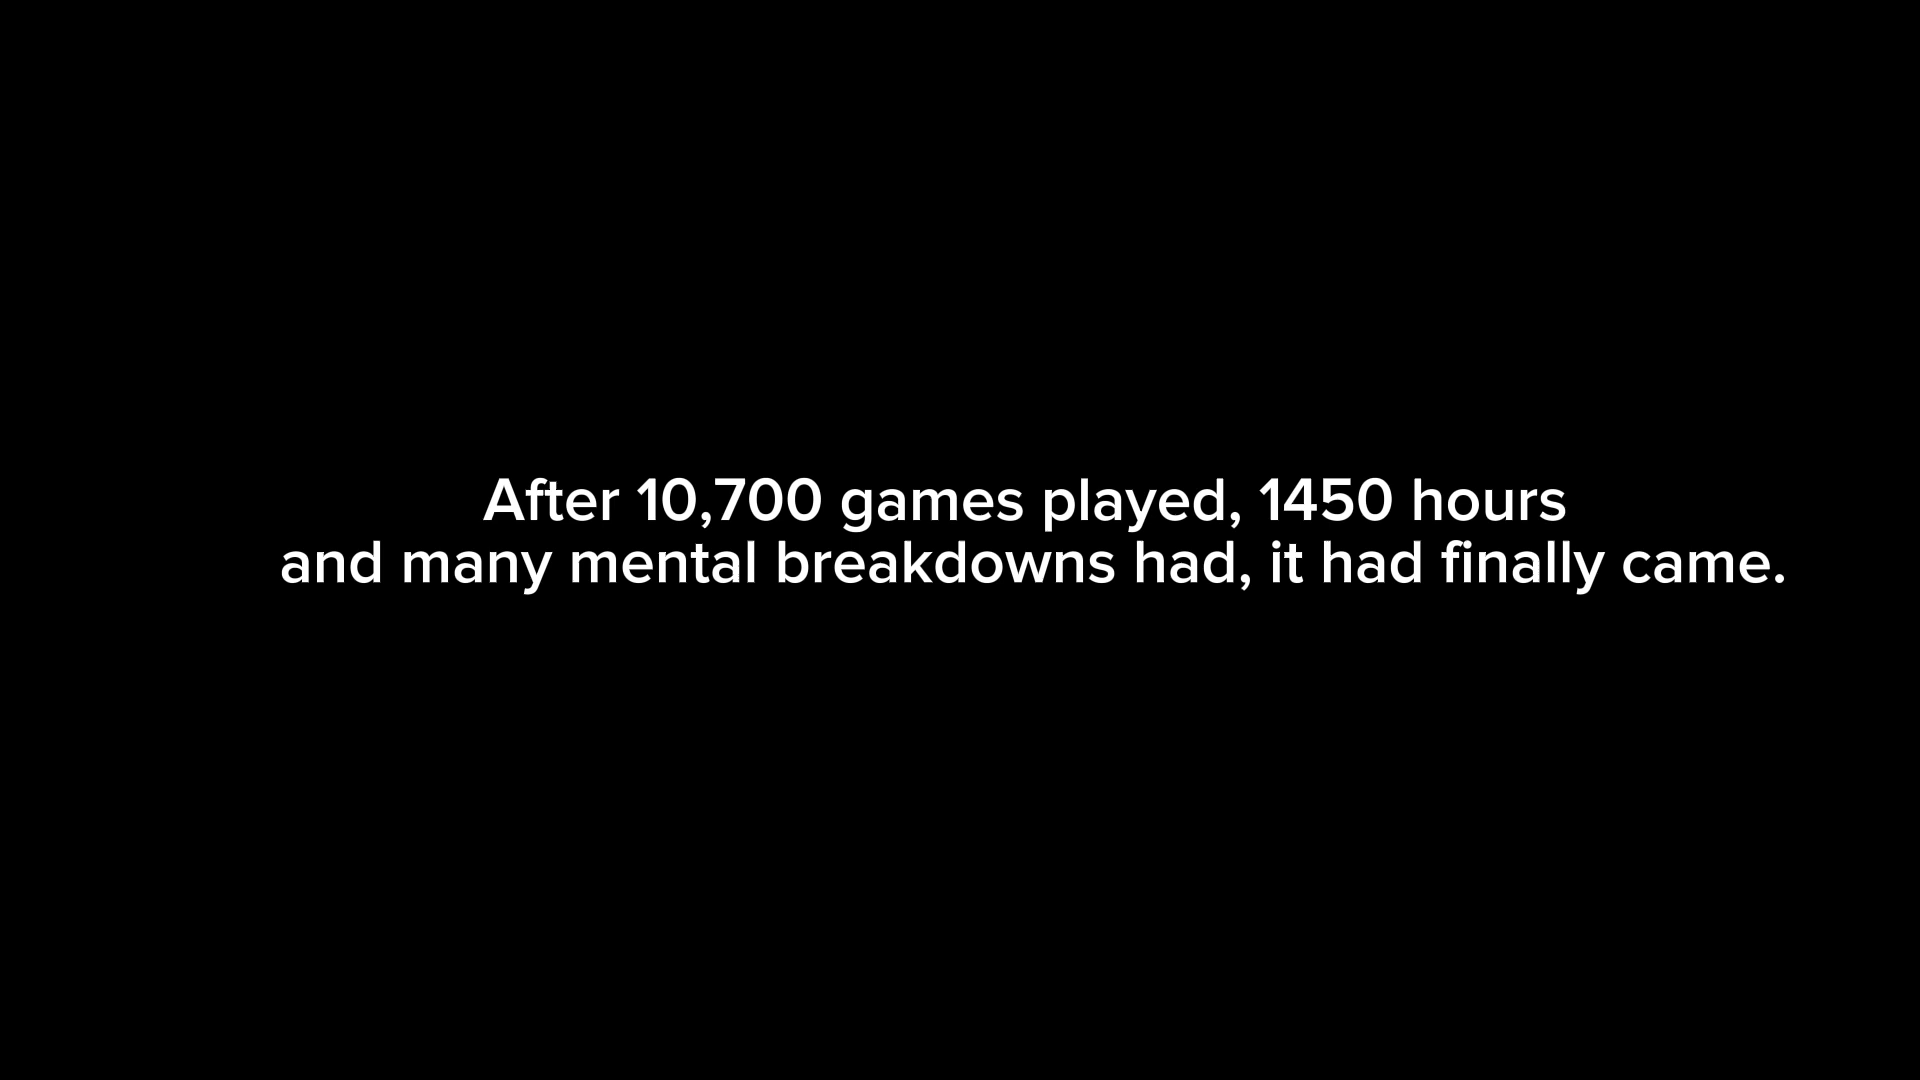 After 10,700 games played, 1450 hours
and many mental breakdowns had, it had finally came.